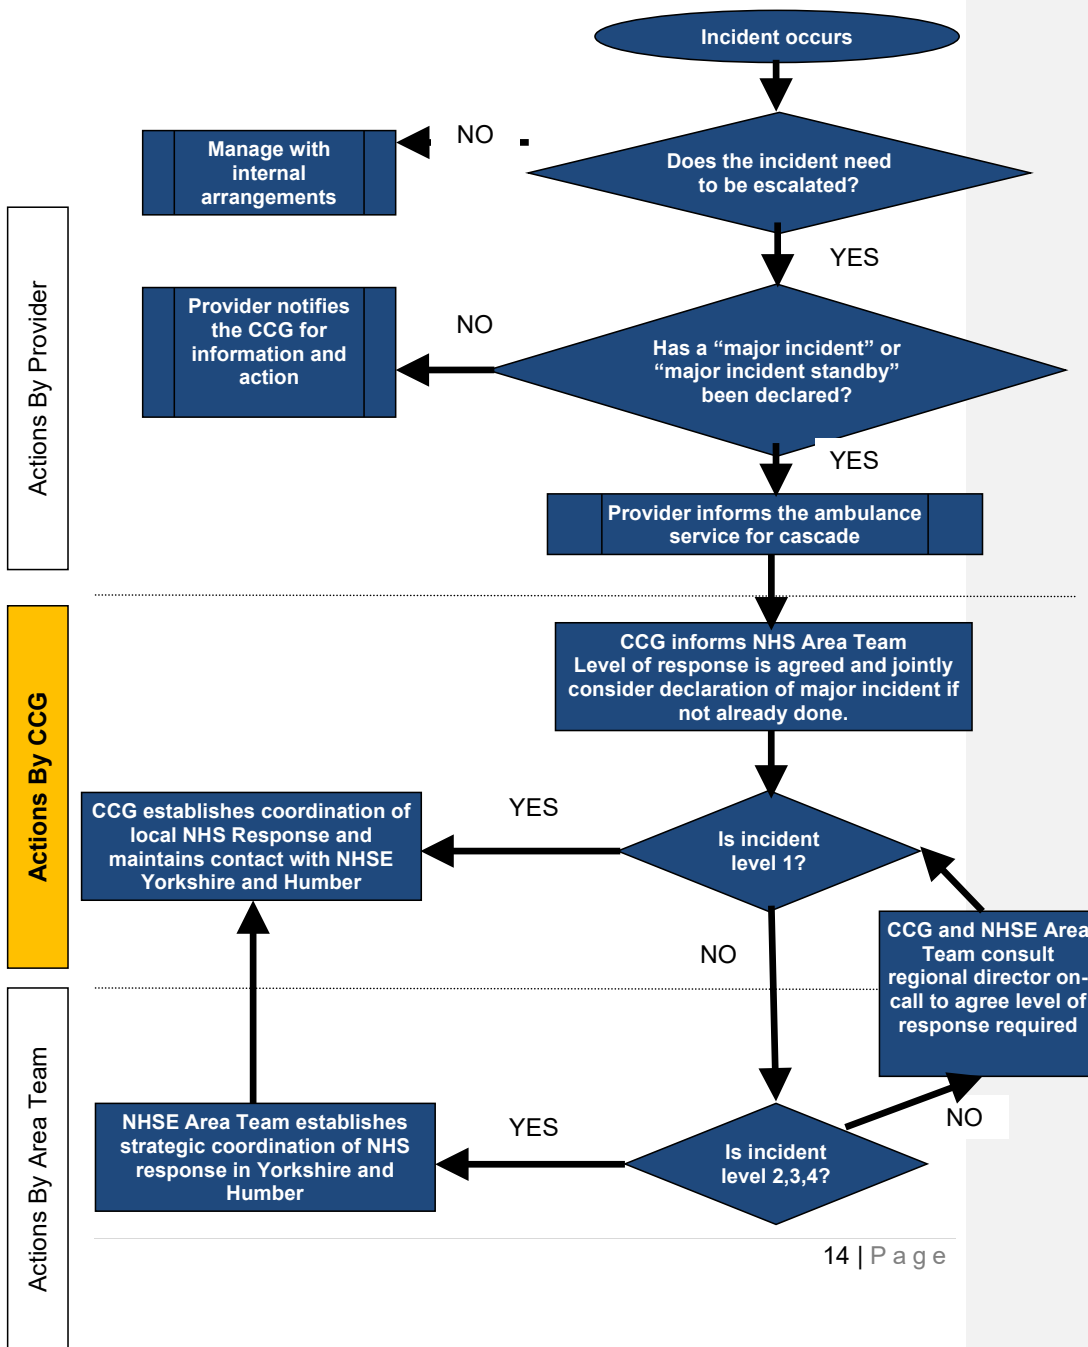 Incident occurs
Does the incident need
to be escalated?
NO
Manage with
internal
arrangements
YES
Has a “major incident” or
“major incident standby”
been declared?
NO
Provider notifies
the CCG for
information and
action
YES
Provider informs the ambulance
service for cascade
Actions By Provider
CCG informs NHS Area Team
Level of response is agreed and jointly
consider declaration of major incident if
not already done.
Is incident
level 1?
YES
CCG establishes coordination of
local NHS Response and
maintains contact with NHSE
Yorkshire and Humber
NO
CCG and NHSE Area
Team consult
regional director on-
call to agree level of
response required
Actions By CCG
Is incident
level 2,3,4?
NO
YES
NHSE Area Team establishes
strategic coordination of NHS
response in Yorkshire and
Humber
Actions By Area Team
14 | Page